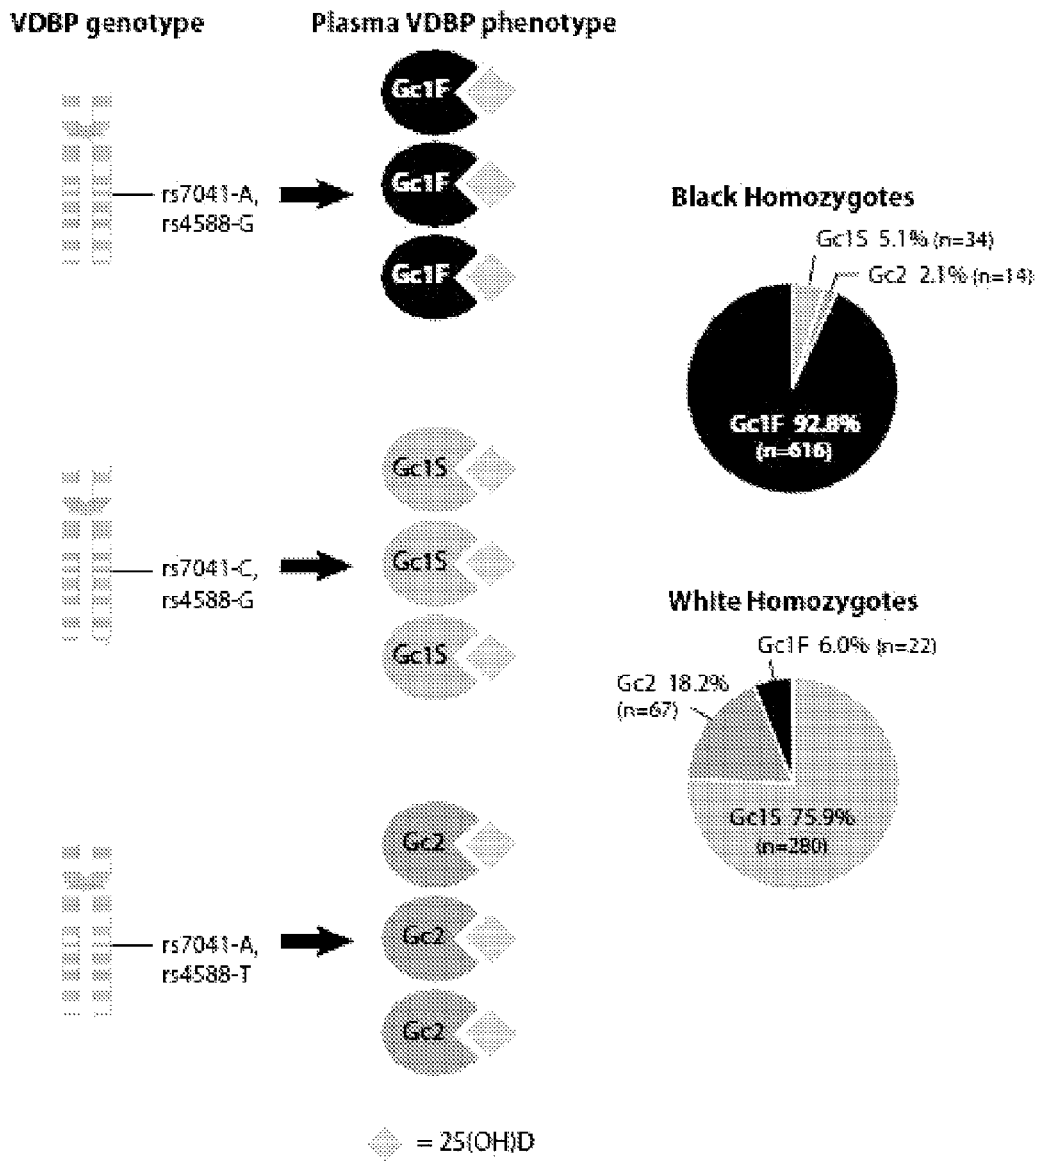 VDBP genotype
Plasma VDBP phenotype
Gc1F
Gc1F
Gc1F
rs7041-A,
rs4588-G
Black Homozygotes
Gc1S 5.1% (n=34)
Gc2 2.1% (n=14)
Gc1F 92.8%
(n=616)
Gc1S
Gc1S
Gc1S
rs7041-C,
rs4588-G
White Homozygotes
Gc1F 6.0% (n=22)
Gc2 18.2%
(n=67)
Gc1S 75.9%
(n=280)
Gc2
Gc2
Gc2
rs7041-A,
rs4588-T
= 25(OH)D